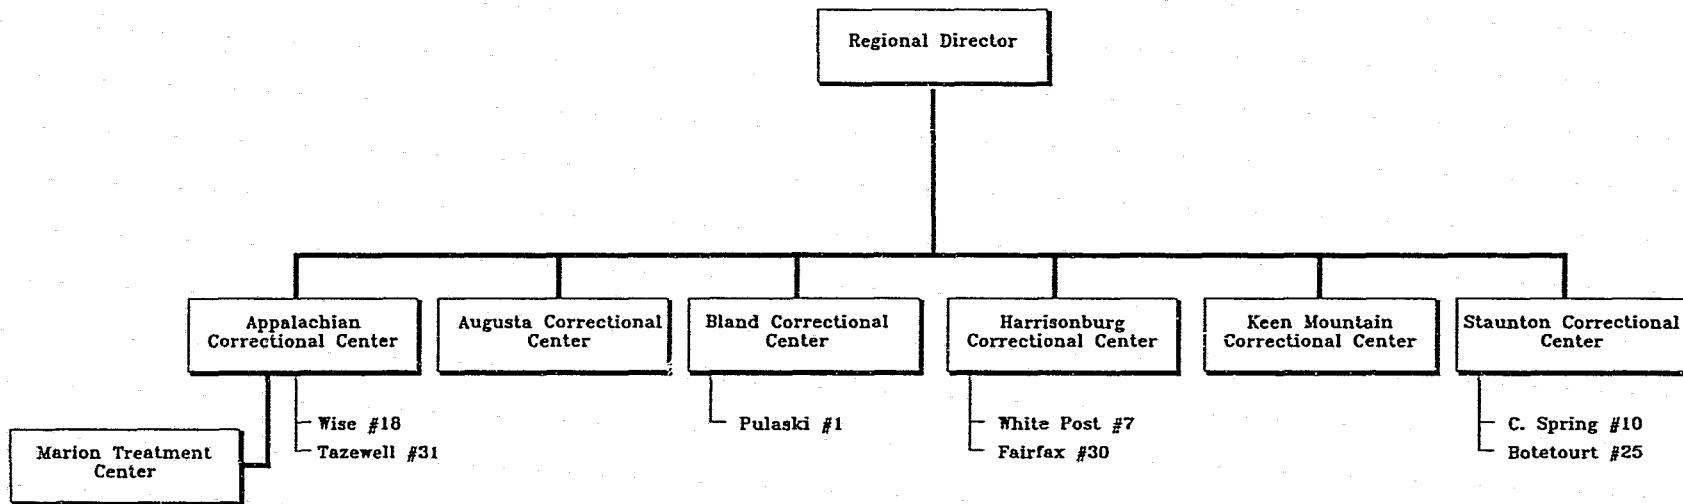 Regional Director
Appalachian
Correctional Center
Augusta Correctional
Center
Bland Correctional
Center
Harrisonburg
Correctional Center
Keen Mountain
Correctional Center
Staunton Correctional
Center
Wise #18
Tazewell #31
Pulaski #1
White Post #7
Fairfax #30
C. Spring #10
Botetourt #25
Marion Treatment
Center